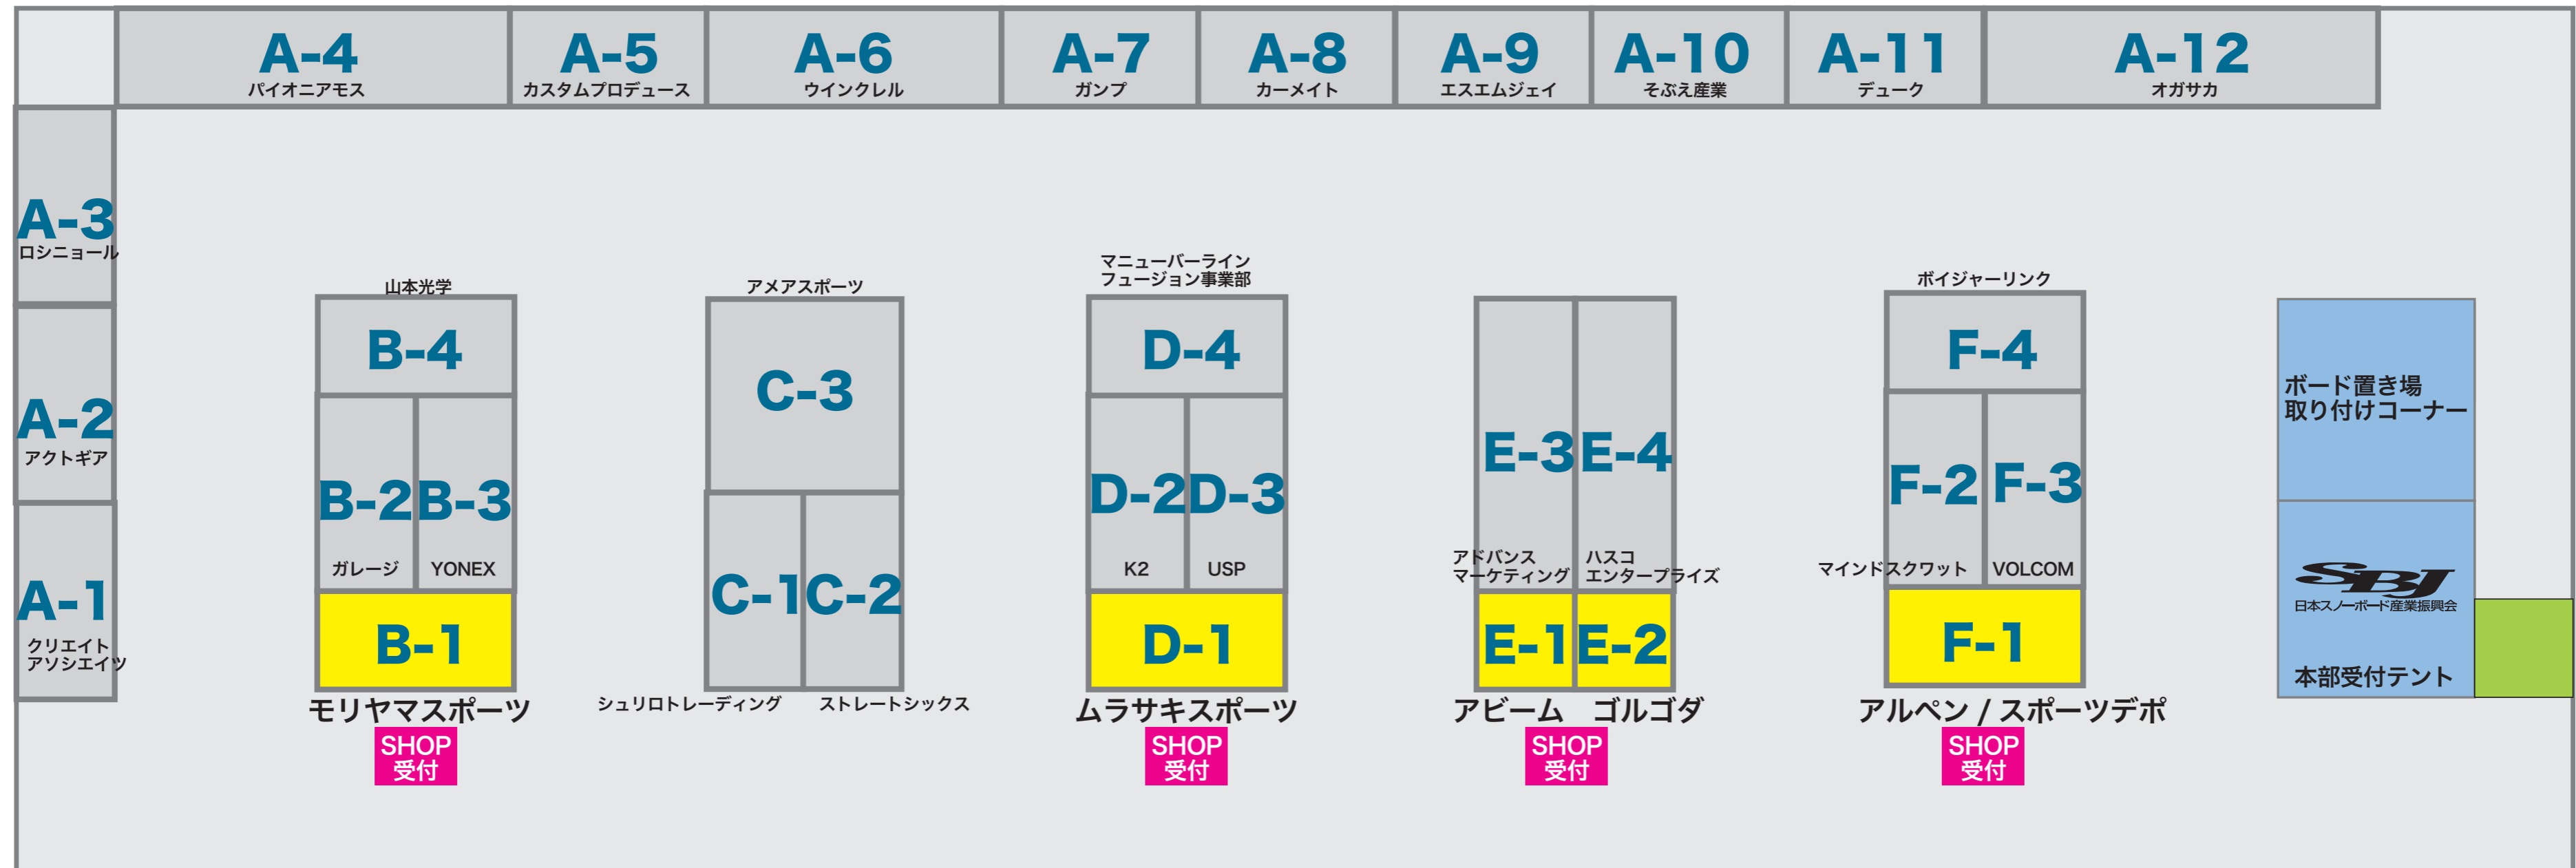 A-4
パイオニアモス
A-5
カスタムプロデュース
A-6
ウインクレル
A-7
ガンプ
A-8
カーメイト
A-9
エスエムジェイ
A-10
そぶえ産業
A-11
デューク
A-12
オガサカ
A-3
ロシニョール
A-2
アクトギア
A-1
クリエイト
アソシエイツ
山本光学
B-4
B-2
ガレージ
B-3
YONEX
B-1
モリヤマスポーツ
SHOP
受付
アメアスポーツ
C-3
C-1
シュリロトレーディング
C-2
ストレートシックス
マニューバーライン
フュージョン事業部
D-4
D-2
K2
D-3
USP
D-1
ムラサキスポーツ
SHOP
受付
E-3
アドバンス
マーケティング
E-4
ハスコ
エンタープライズ
E-1
アビーム
E-2
ゴルゴダ
SHOP
受付
ボイジャーリンク
F-4
F-2
マインドスクワット
F-3
VOLCOM
F-1
アルペン / スポーツデポ
SHOP
受付
ボード置き場
取り付けコーナー
SBJ
日本スノーボード産業振興会
本部受付テント